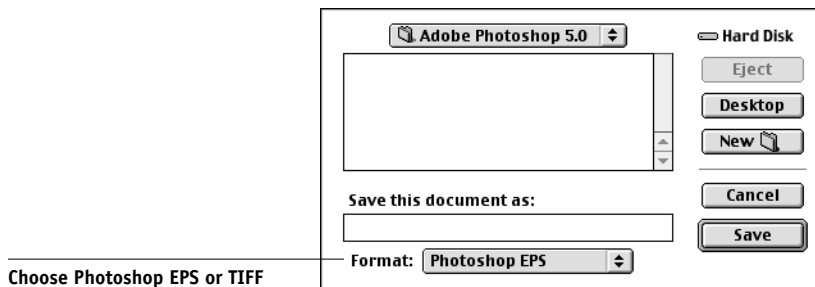 Adobe Photoshop 5.0
Hard Disk
Eject
Desktop
New
Save this document as:
Cancel
Save
Format: Photoshop EPS
Choose Photoshop EPS or TIFF